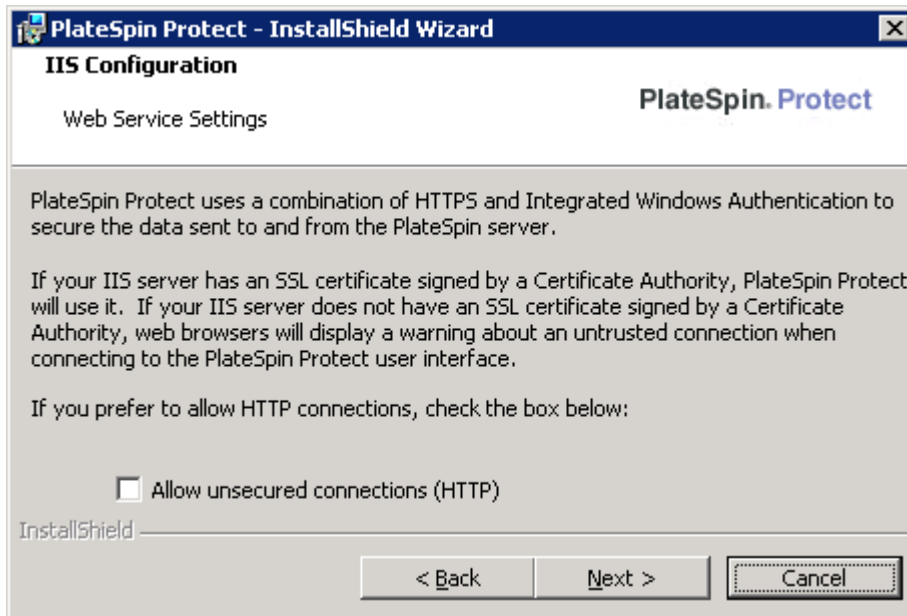 PlateSpin Protect - InstallShield Wizard
IIS Configuration
PlateSpin. Protect
Web Service Settings
PlateSpin Protect uses a combination of HTTPS and Integrated Windows Authentication to
secure the data sent to and from the PlateSpin server.
If your IIS server has an SSL certificate signed by a Certificate Authority, PlateSpin Protect
will use it.  If your IIS server does not have an SSL certificate signed by a Certificate
Authority, web browsers will display a warning about an untrusted connection when
connecting to the PlateSpin Protect user interface.
If you prefer to allow HTTP connections, check the box below:
Allow unsecured connections (HTTP)
InstallShield
< Back
Next >
Cancel